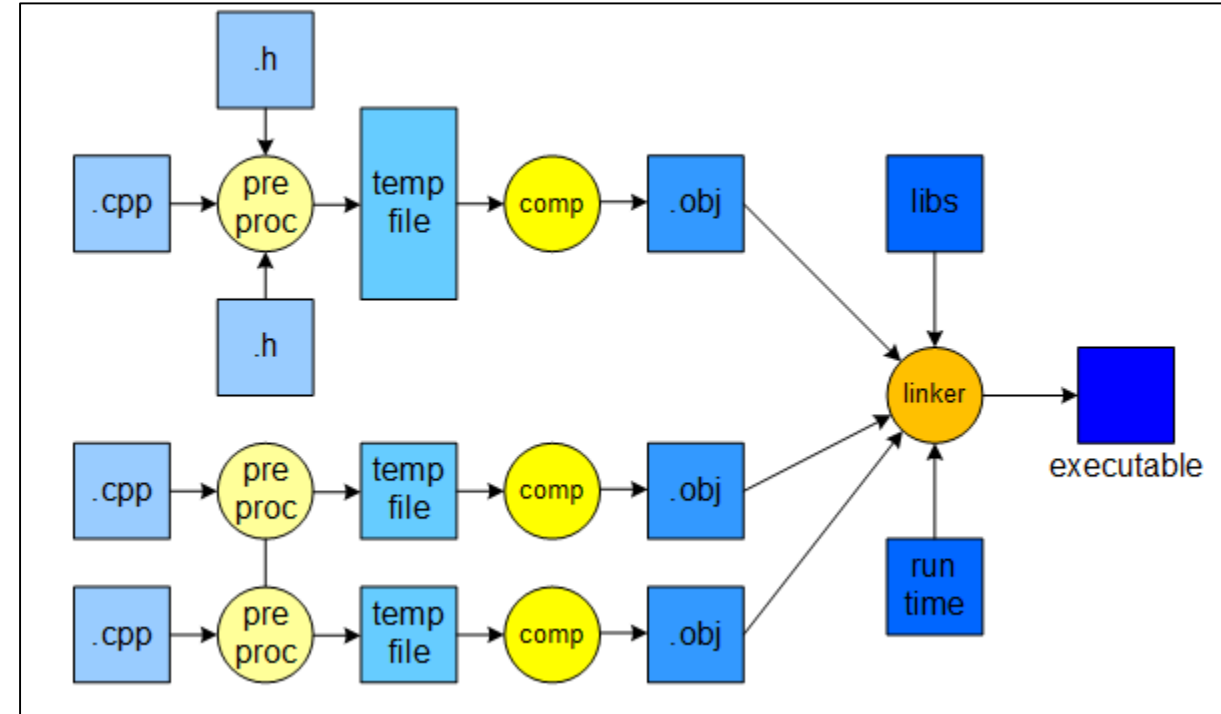 .h
.cpp
pre
proc
temp
file
comp
.obj
libs
.h
linker
executable
.cpp
pre
proc
temp
file
comp
.obj
run
time
.cpp
pre
proc
temp
file
comp
.obj